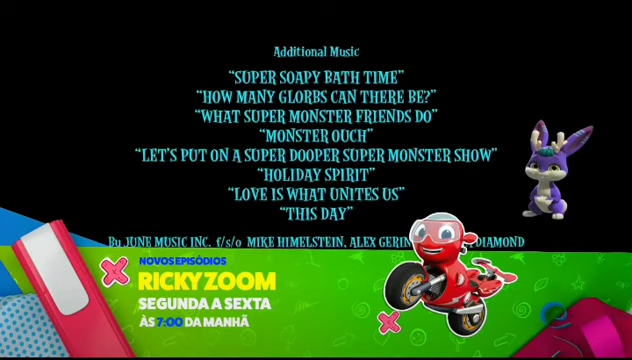 Additional Music
“SUPER SOAPY BATH TIME”
“HOW MANY GLORBS CAN THERE BE?”
“WHAT SUPER MONSTER FRIENDS DO”
“MONSTER OUCH”
“LET’S PUT ON A SUPER DOOPER SUPER MONSTER SHOW”
“HOLIDAY SPIRIT”
“LOVE IS WHAT UNITES US”
“THIS DAY”
By JUNE MUSIC INC. f/s/o MIKE HIMELSTEIN, ALEX DIAMOND
NOVOS EPISÓDIOS
RICKY ZOOM
SEGUNDA A SEXTA
ÀS 7:00 DA MANHÃ